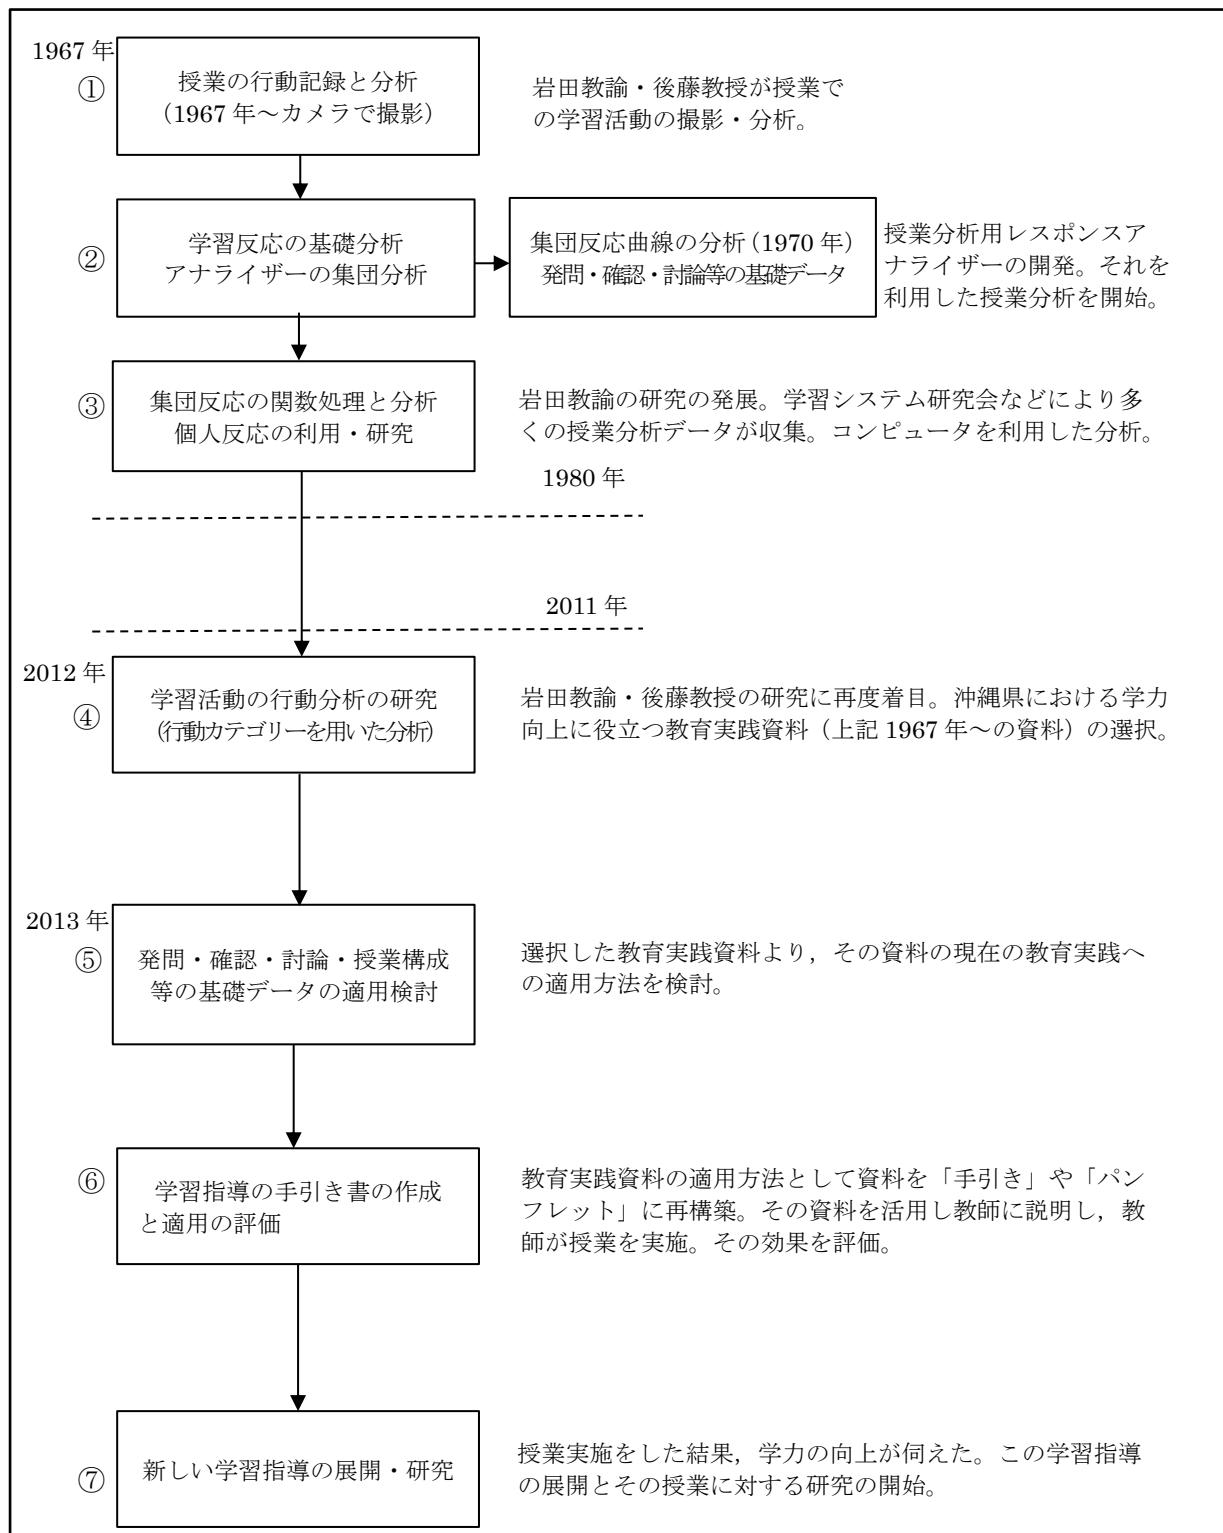 1967 年
①
授業の行動記録と分析
（1967 年～カメラで撮影）
岩田教諭・後藤教授が授業で
の学習活動の撮影・分析。
②
学習反応の基礎分析
アナライザーの集団分析
集団反応曲線の分析（1970 年）
発問・確認・討論等の基礎データ
授業分析用レスポンスア
ナライザーの開発。それを
利用した授業分析を開始。
③
集団反応の関数処理と分析
個人反応の利用・研究
岩田教諭の研究の発展。学習システム研究会などにより多
くの授業分析データが収集。コンピュータを利用した分析。
1980 年
2011 年
2012 年
④
学習活動の行動分析の研究
（行動カテゴリーを用いた分析）
岩田教諭・後藤教授の研究に再度着目。沖縄県における学力
向上に役立つ教育実践資料（上記 1967 年～の資料）の選択。
2013 年
⑤
発問・確認・討論・授業構成
等の基礎データの適用検討
選択した教育実践資料より，その資料の現在の教育実践へ
の適用方法を検討。
⑥
学習指導の手引き書の作成
と適用の評価
教育実践資料の適用方法として資料を「手引き」や「パン
フレット」に再構築。その資料を活用し教師に説明し，教
師が授業を実施。その効果を評価。
⑦
新しい学習指導の展開・研究
授業実施をした結果，学力の向上が伺えた。この学習指導
の展開とその授業に対する研究の開始。